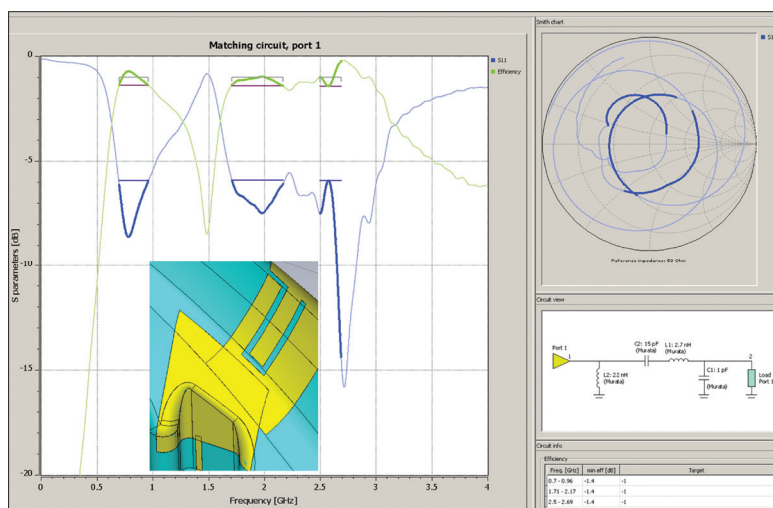 Matching circuit, port 1
S11
Efficiency
S parameters [dB]
0
-5
-10
-15
-20
0
0.5
1
1.5
2
2.5
3
3.5
4
Frequency [GHz]
Smith chart
S1
Reference impedance: 50 Ohm
Circuit view
Port 1
1
L2: 22 nH
(Murata)
C2: 15 pF
(Murata)
L1: 2.7 nH
(Murata)
C1: 1 pF
(Murata)
2
Load
Port 1
Circuit info
Efficiency
Freq. [GHz] min eff [dB] Target
0.7 - 0.96 -1.4 -1
1.71 - 2.17 -1.4 -1
2.5 - 2.69 -1.4 -1